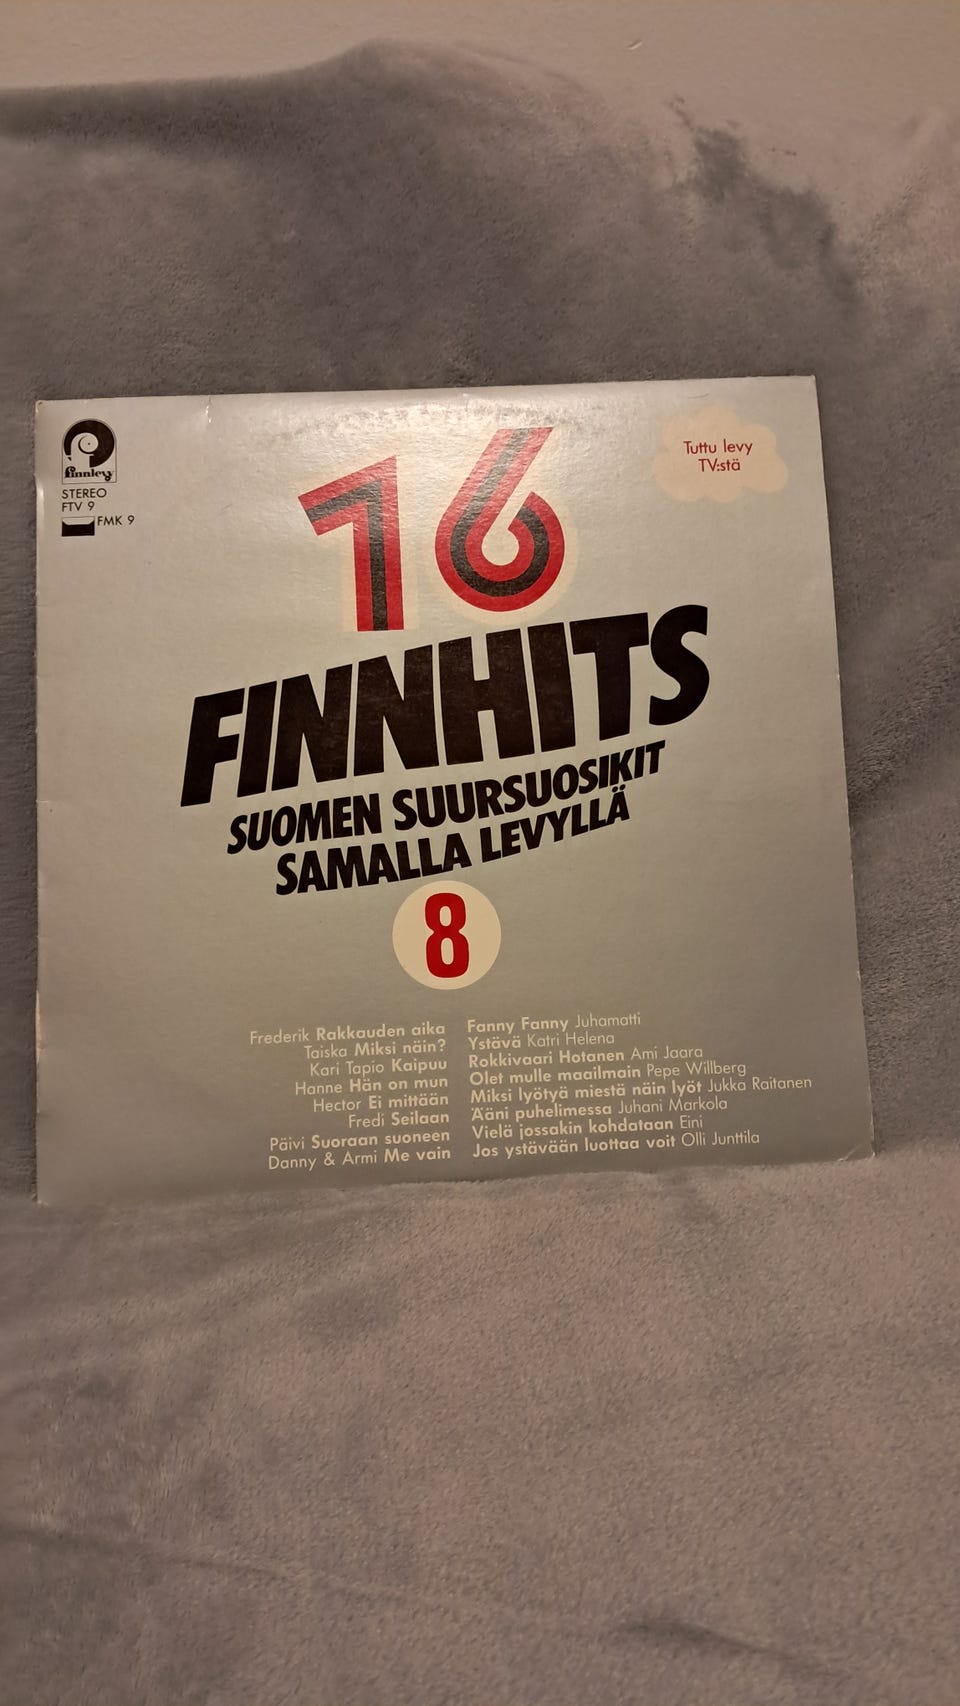 finnlevy
STEREO
FTV 9
FMK 9
Tuttu levy
TV:stä
16
FINNHITS
SUOMEN SUURSUOSIKIT
SAMALLA LEVYLLÄ
8
Frederik Rakkauden aika
Taiska Miksi näin?
Kari Tapio Kaipuu
Hanne Hän on mun
Hector Ei mittään
Fredi Seilaan
Päivi Suoraan suoneen
Danny & Armi Me vain
Fanny Fanny Juhamatti
Ystävä Katri Helena
Rokkivaari Hotanen Ami Jaara
Olet mulle maailmain Pepe Willberg
Miksi lyötyä miestä näin lyöt Jukka Raitanen
Ääni puhelimessa Juhani Markola
Vielä jossakin kohdataan Eini
Jos ystävään luottaa voit Olli Junttila